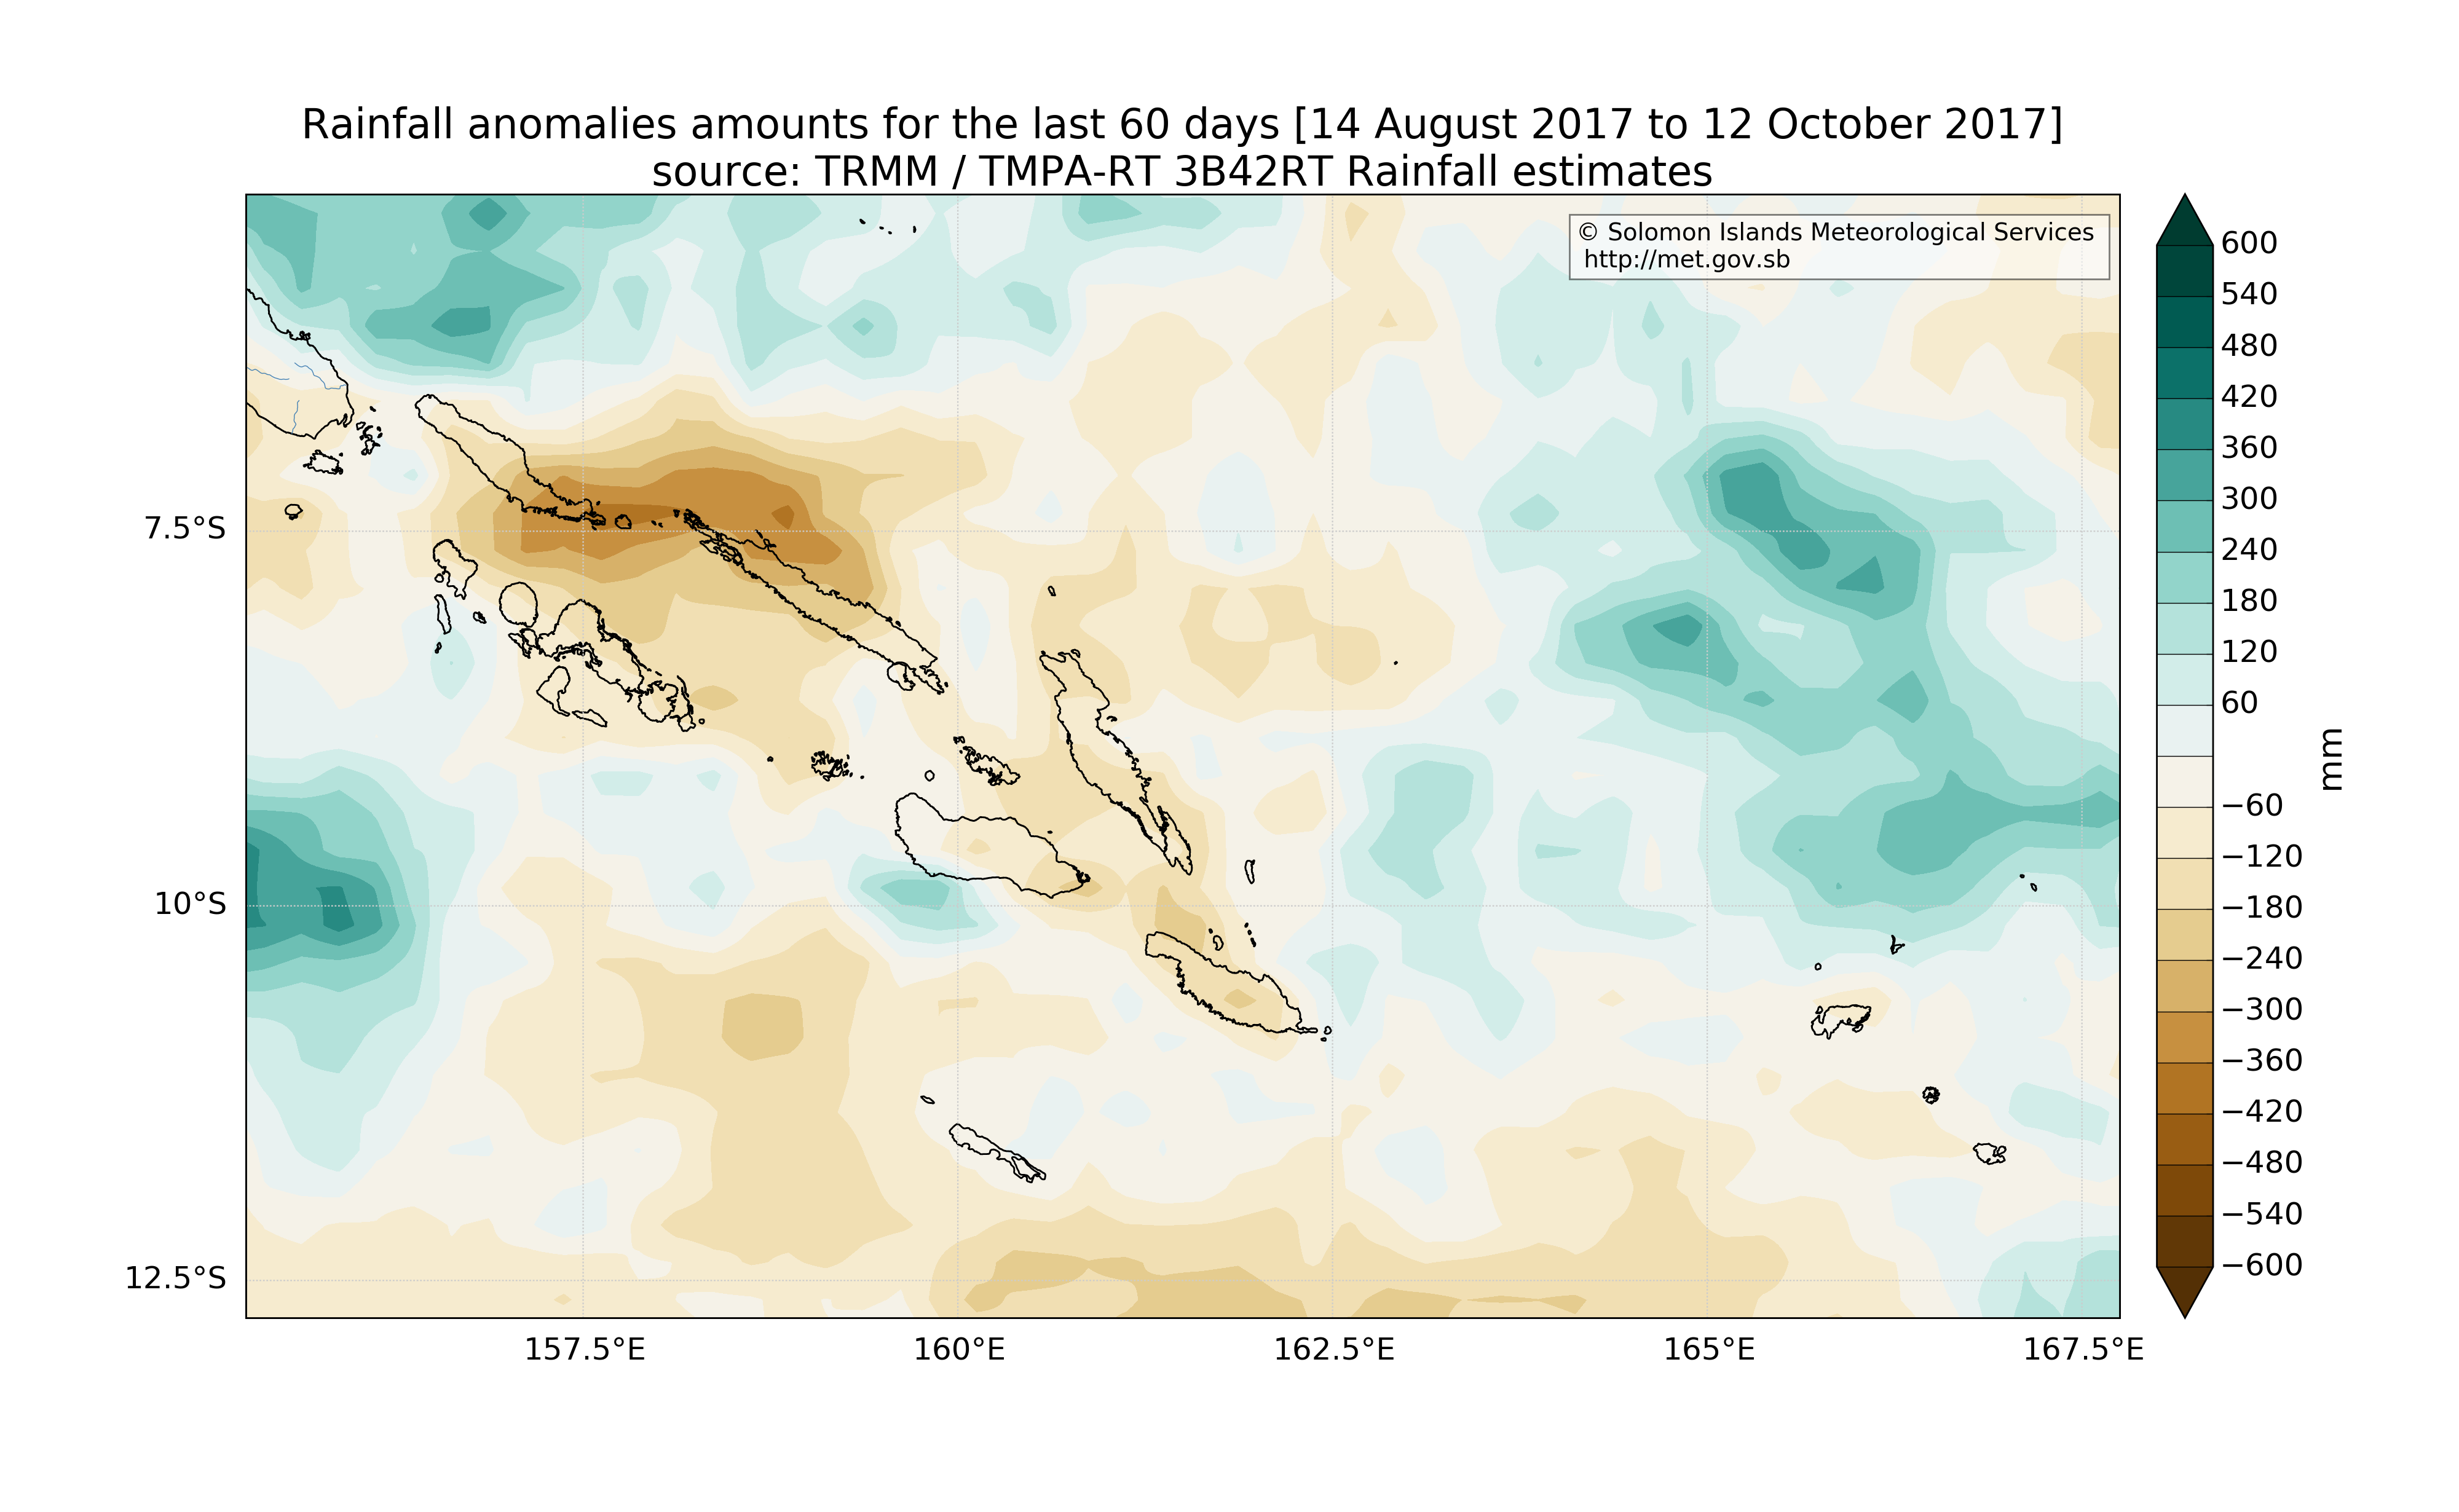 Rainfall anomalies amounts for the last 60 days [14 August 2017 to 12 October 2017]
source: TRMM / TMPA-RT 3B42RT Rainfall estimates
© Solomon Islands Meteorological Services
http://met.gov.sb
7.5°S
10°S
12.5°S
157.5°E
160°E
162.5°E
165°E
167.5°E
600
540
480
420
360
300
240
180
120
60
−60
−120
−180
−240
−300
−360
−420
−480
−540
−600
mm